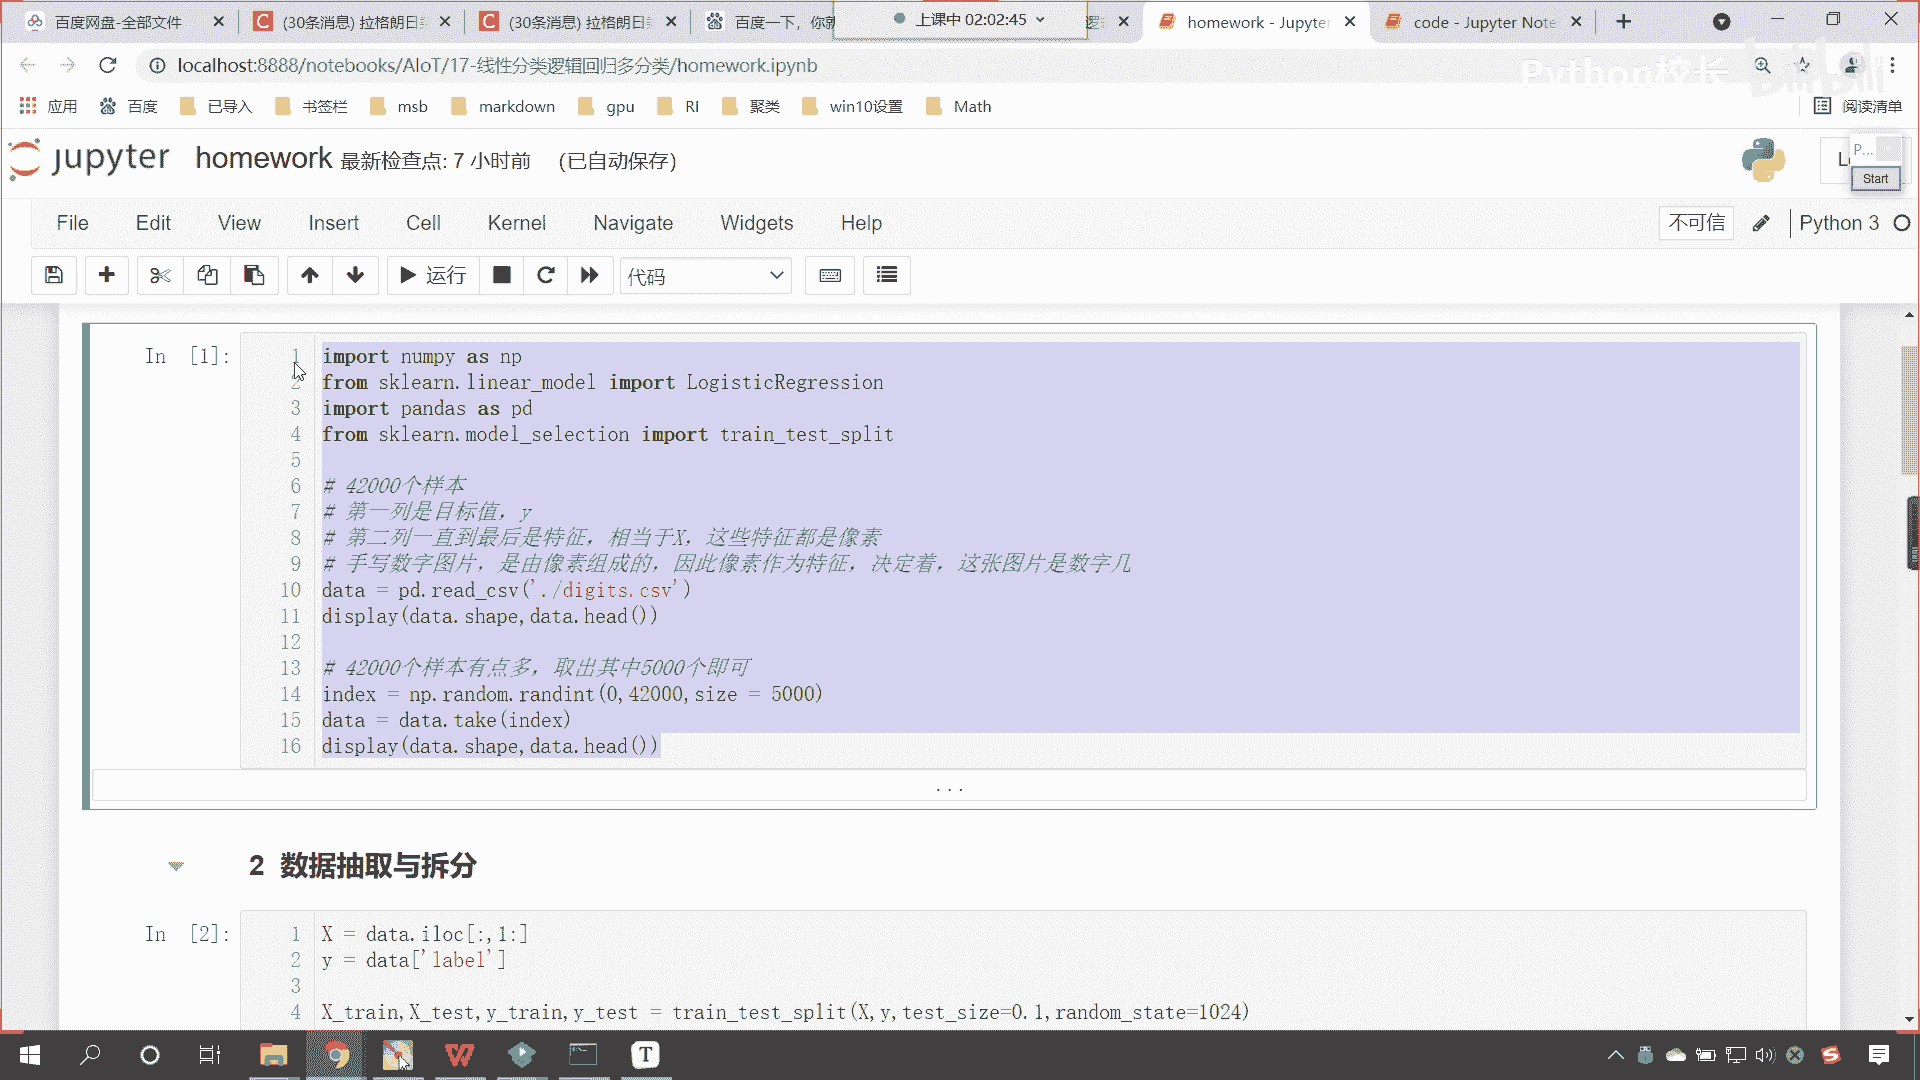 百度网盘-全部文件
(30条消息) 拉格朗日
(30条消息) 拉格朗日
百度一下，你就
上课中 02:02:45
homework - Jupyter
code - Jupyter Note
localhost:8888/notebooks/AIoT/17-线性分类逻辑回归多分类/homework.ipynb
Python校长
bilibili
应用 百度 已导入 书签栏 msb markdown gpu RI 聚类 win10设置 Math 阅读清单
jupyter homework 最新检查点: 7 小时前 (已自动保存)
P...
Start
File Edit View Insert Cell Kernel Navigate Widgets Help 不可信 Python 3
运行 代码
In [1]:
1 import numpy as np
2 from sklearn.linear_model import LogisticRegression
3 import pandas as pd
4 from sklearn.model_selection import train_test_split
5
6 # 42000个样本
7 # 第一列是目标值，y
8 # 第二列一直到最后是特征，相当于X，这些特征都是像素
9 # 手写数字图片，是由像素组成的，因此像素作为特征，决定着，这张图片是数字几
10 data = pd.read_csv('./digits.csv')
11 display(data.shape,data.head())
12
13 # 42000个样本有点多，取出其中5000个即可
14 index = np.random.randint(0,42000,size = 5000)
15 data = data.take(index)
16 display(data.shape,data.head())
...
2 数据抽取与拆分
In [2]:
1 X = data.iloc[:,1:]
2 y = data['label']
3
4 X_train,X_test,y_train,y_test = train_test_split(X,y,test_size=0.1,random_state=1024)